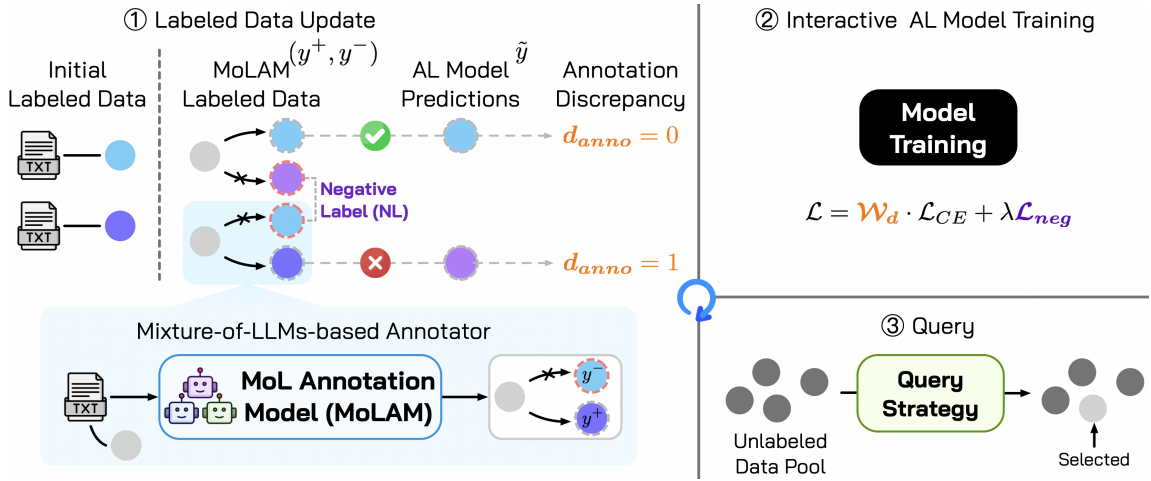 ① Labeled Data Update
Initial
Labeled Data
TXT
TXT
(y⁺, y⁻)
MoLAM
Labeled Data
ỹ
AL Model
Predictions
Annotation
Discrepancy
d_anno = 0
Negative
Label (NL)
d_anno = 1
Mixture-of-LLMs-based Annotator
TXT
MoL Annotation
Model (MoLAM)
y⁻
y⁺
② Interactive AL Model Training
Model
Training
ℒ = 𝒲_d · ℒ_CE + λℒ_neg
③ Query
Query
Strategy
Unlabeled
Data Pool
Selected